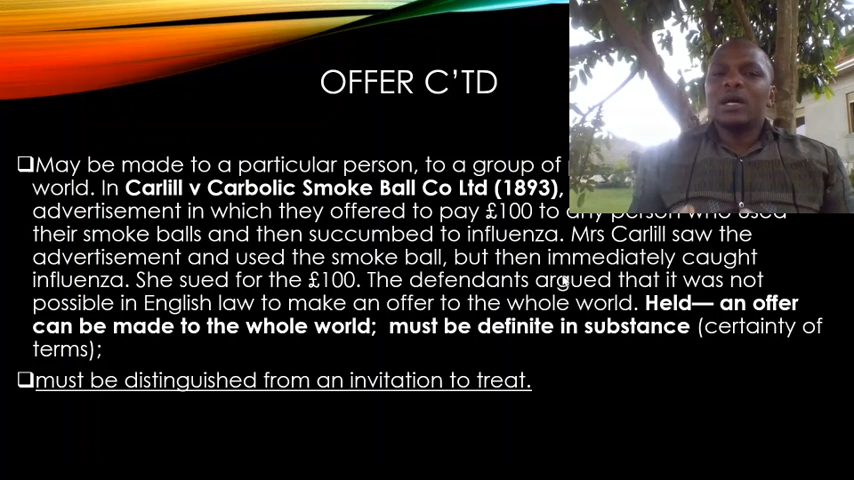 OFFER C’TD
❑May be made to a particular person, to a group of
world. In Carlill v Carbolic Smoke Ball Co Ltd (1893),
advertisement in which they offered to pay £100 to any person who used
their smoke balls and then succumbed to influenza. Mrs Carlill saw the
advertisement and used the smoke ball, but then immediately caught
influenza. She sued for the £100. The defendants argued that it was not
possible in English law to make an offer to the whole world. Held— an offer
can be made to the whole world;  must be definite in substance (certainty of
terms);
❑must be distinguished from an invitation to treat.